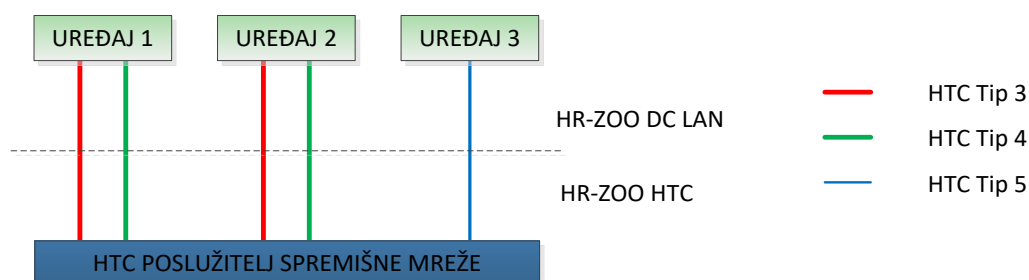 UREĐAJ 1
UREĐAJ 2
UREĐAJ 3
HR-ZOO DC LAN
HR-ZOO HTC
HTC POSLUŽITELJ SPREMIŠNE MREŽE
HTC Tip 3
HTC Tip 4
HTC Tip 5